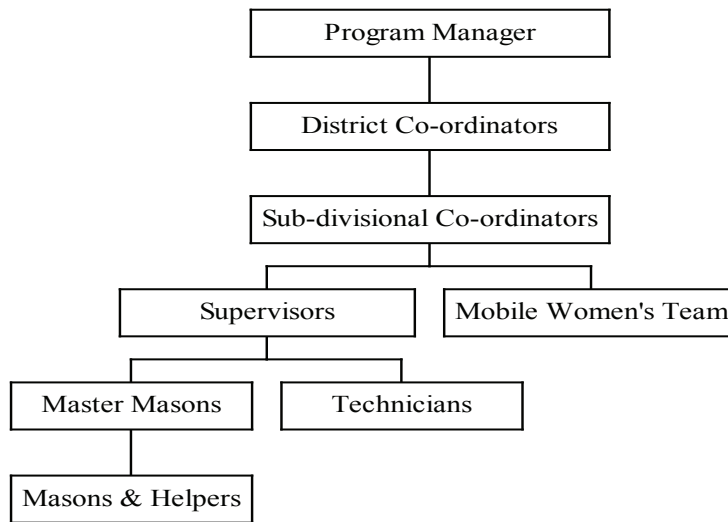 Program Manager
District Co-ordinators
Sub-divisional Co-ordinators
Supervisors
Mobile Women's Team
Master Masons
Technicians
Masons & Helpers